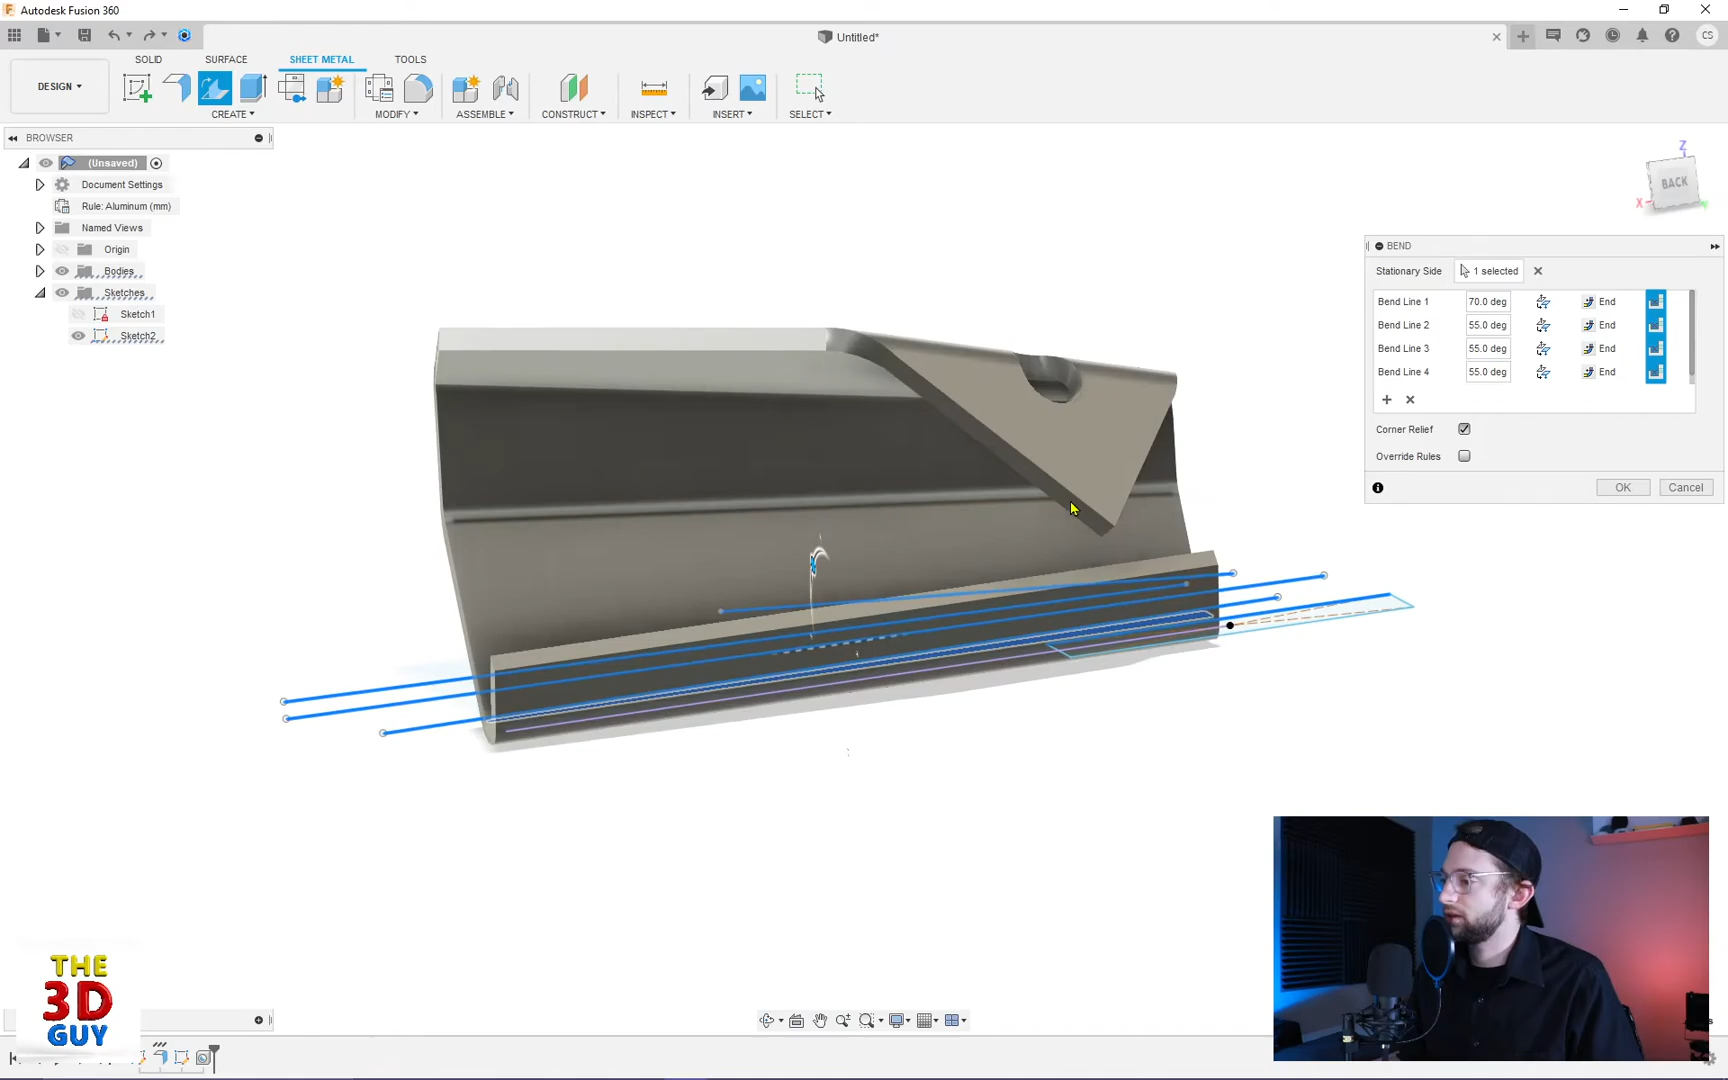 Autodesk Fusion 360
Untitled*
CS
DESIGN
SOLID
SURFACE
SHEET METAL
TOOLS
CREATE
MODIFY
ASSEMBLE
CONSTRUCT
INSPECT
INSERT
SELECT
BROWSER
(Unsaved)
Document Settings
Rule: Aluminum (mm)
Named Views
Origin
Bodies
Sketches
Sketch1
Sketch2
Z
BACK
X
Y
BEND
Stationary Side 1 selected
Bend Line 1 70.0 deg End
Bend Line 2 55.0 deg End
Bend Line 3 55.0 deg End
Bend Line 4 55.0 deg End
Corner Relief
Override Rules
OK Cancel
THE
3D
GUY